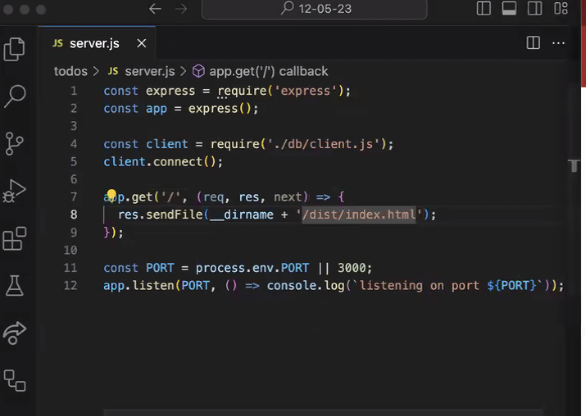 12-05-23
JS server.js
todos > JS server.js > app.get('/') callback
1 const express = require('express');
2 const app = express();
3
4 const client = require('./db/client.js');
5 client.connect();
6
7 app.get('/', (req, res, next) => {
8 res.sendFile(__dirname + '/dist/index.html');
9 });
10
11 const PORT = process.env.PORT || 3000;
12 app.listen(PORT, () => console.log(`listening on port ${PORT}`));
T